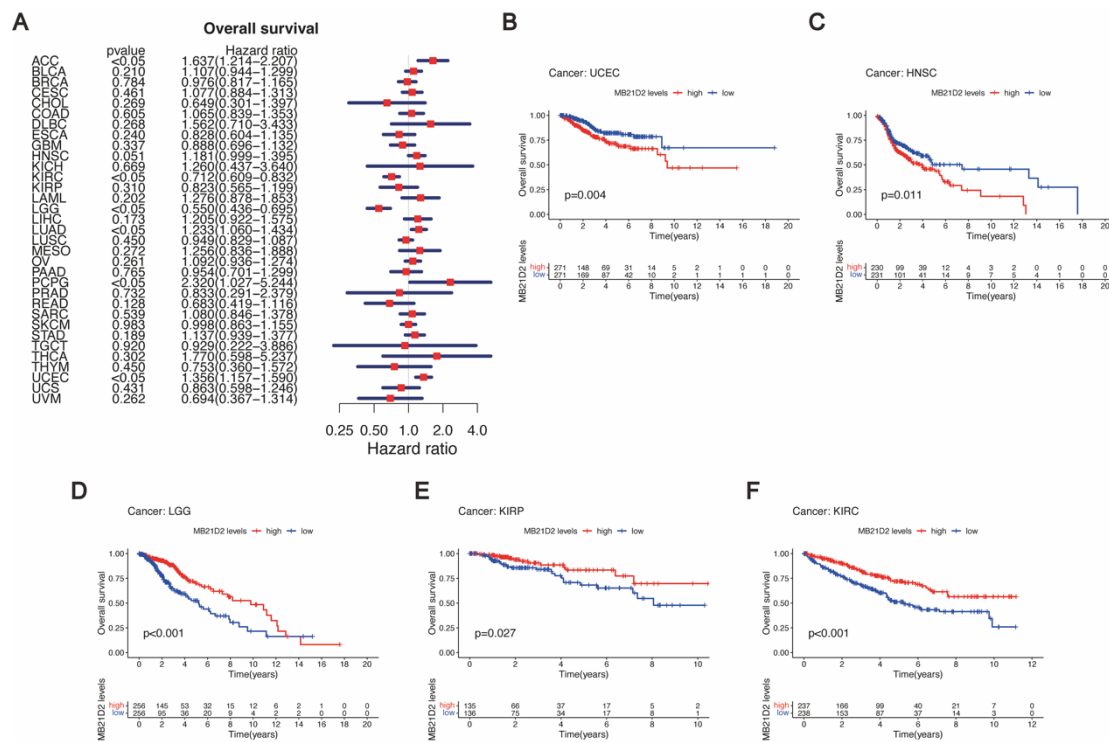 A
Overall survival
pvalue Hazard ratio
ACC <0.05 1.637(1.214−2.207)
BLCA 0.210 1.107(0.944−1.299)
BRCA 0.784 0.976(0.817−1.165)
CESC 0.461 1.077(0.884−1.313)
CHOL 0.269 0.649(0.301−1.397)
COAD 0.605 1.065(0.839−1.353)
DLBC 0.268 1.562(0.710−3.433)
ESCA 0.240 0.828(0.604−1.135)
GBM 0.337 0.888(0.696−1.132)
HNSC 0.051 1.181(0.999−1.395)
KICH 0.669 1.260(0.437−3.640)
KIRC <0.05 0.712(0.609−0.832)
KIRP 0.310 0.823(0.565−1.199)
LAML 0.202 1.276(0.878−1.853)
LGG <0.05 0.550(0.436−0.695)
LIHC 0.173 1.205(0.922−1.575)
LUAD <0.05 1.233(1.060−1.434)
LUSC 0.450 0.949(0.829−1.087)
MESO 0.272 1.256(0.836−1.888)
OV 0.261 1.092(0.936−1.274)
PAAD 0.765 0.954(0.701−1.299)
PCPG <0.05 2.320(1.027−5.244)
PRAD 0.732 0.833(0.291−2.379)
READ 0.128 0.683(0.419−1.116)
SARC 0.539 1.080(0.846−1.378)
SKCM 0.983 0.998(0.863−1.155)
STAD 0.189 1.137(0.939−1.377)
TGCT 0.920 0.929(0.222−3.886)
THCA 0.302 1.770(0.598−5.237)
THYM 0.450 0.753(0.360−1.572)
UCEC <0.05 1.356(1.157−1.590)
UCS 0.431 0.863(0.598−1.246)
UVM 0.262 0.694(0.367−1.314)
0.25 0.50 1.0 2.0 4.0
Hazard ratio
B
Cancer: UCEC
MB21D2 levels high low
1.00
0.75
0.50
0.25
0.00
Overall survival
p=0.004
0 2 4 6 8 10 12 14 16 18 20
Time(years)
MB21D2 levels
high 271 148 69 31 14 5 2 1 0 0 0
low 271 169 87 42 10 2 1 1 1 1 0
0 2 4 6 8 10 12 14 16 18 20
Time(years)
C
Cancer: HNSC
MB21D2 levels high low
1.00
0.75
0.50
0.25
0.00
Overall survival
p=0.011
0 2 4 6 8 10 12 14 16 18 20
Time(years)
MB21D2 levels
high 230 99 39 12 4 3 2 0 0 0 0
low 231 101 41 14 9 7 5 4 1 0 0
0 2 4 6 8 10 12 14 16 18 20
Time(years)
D
Cancer: LGG
MB21D2 levels high low
1.00
0.75
0.50
0.25
0.00
Overall survival
p<0.001
0 2 4 6 8 10 12 14 16 18 20
Time(years)
MB21D2 levels
high 256 145 53 32 15 12 6 2 1 0 0
low 256 95 36 20 9 4 2 2 0 0 0
0 2 4 6 8 10 12 14 16 18 20
Time(years)
E
Cancer: KIRP
MB21D2 levels high low
1.00
0.75
0.50
0.25
0.00
Overall survival
p=0.027
0 2 4 6 8 10
Time(years)
MB21D2 levels
high 135 66 37 17 5 2
low 136 75 34 17 8 1
0 2 4 6 8 10
Time(years)
F
Cancer: KIRC
MB21D2 levels high low
1.00
0.75
0.50
0.25
0.00
Overall survival
p<0.001
0 2 4 6 8 10 12
Time(years)
MB21D2 levels
high 237 166 99 40 21 7 0
low 238 153 87 37 14 3 0
0 2 4 6 8 10 12
Time(years)